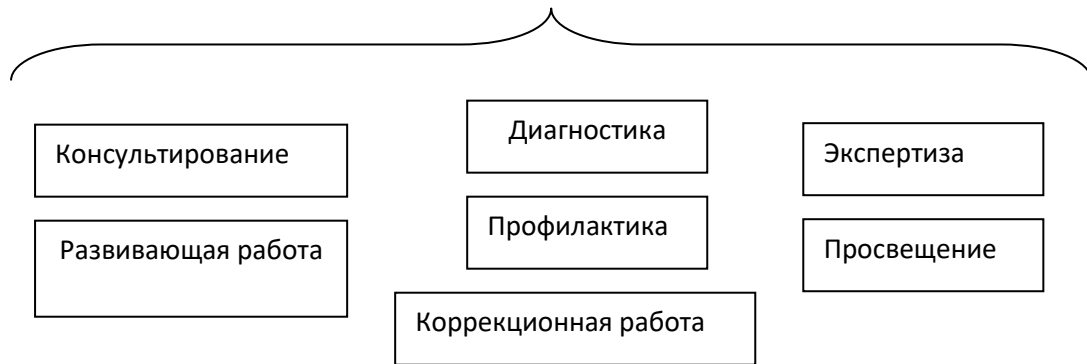 Консультирование
Диагностика
Экспертиза
Развивающая работа
Профилактика
Просвещение
Коррекционная работа